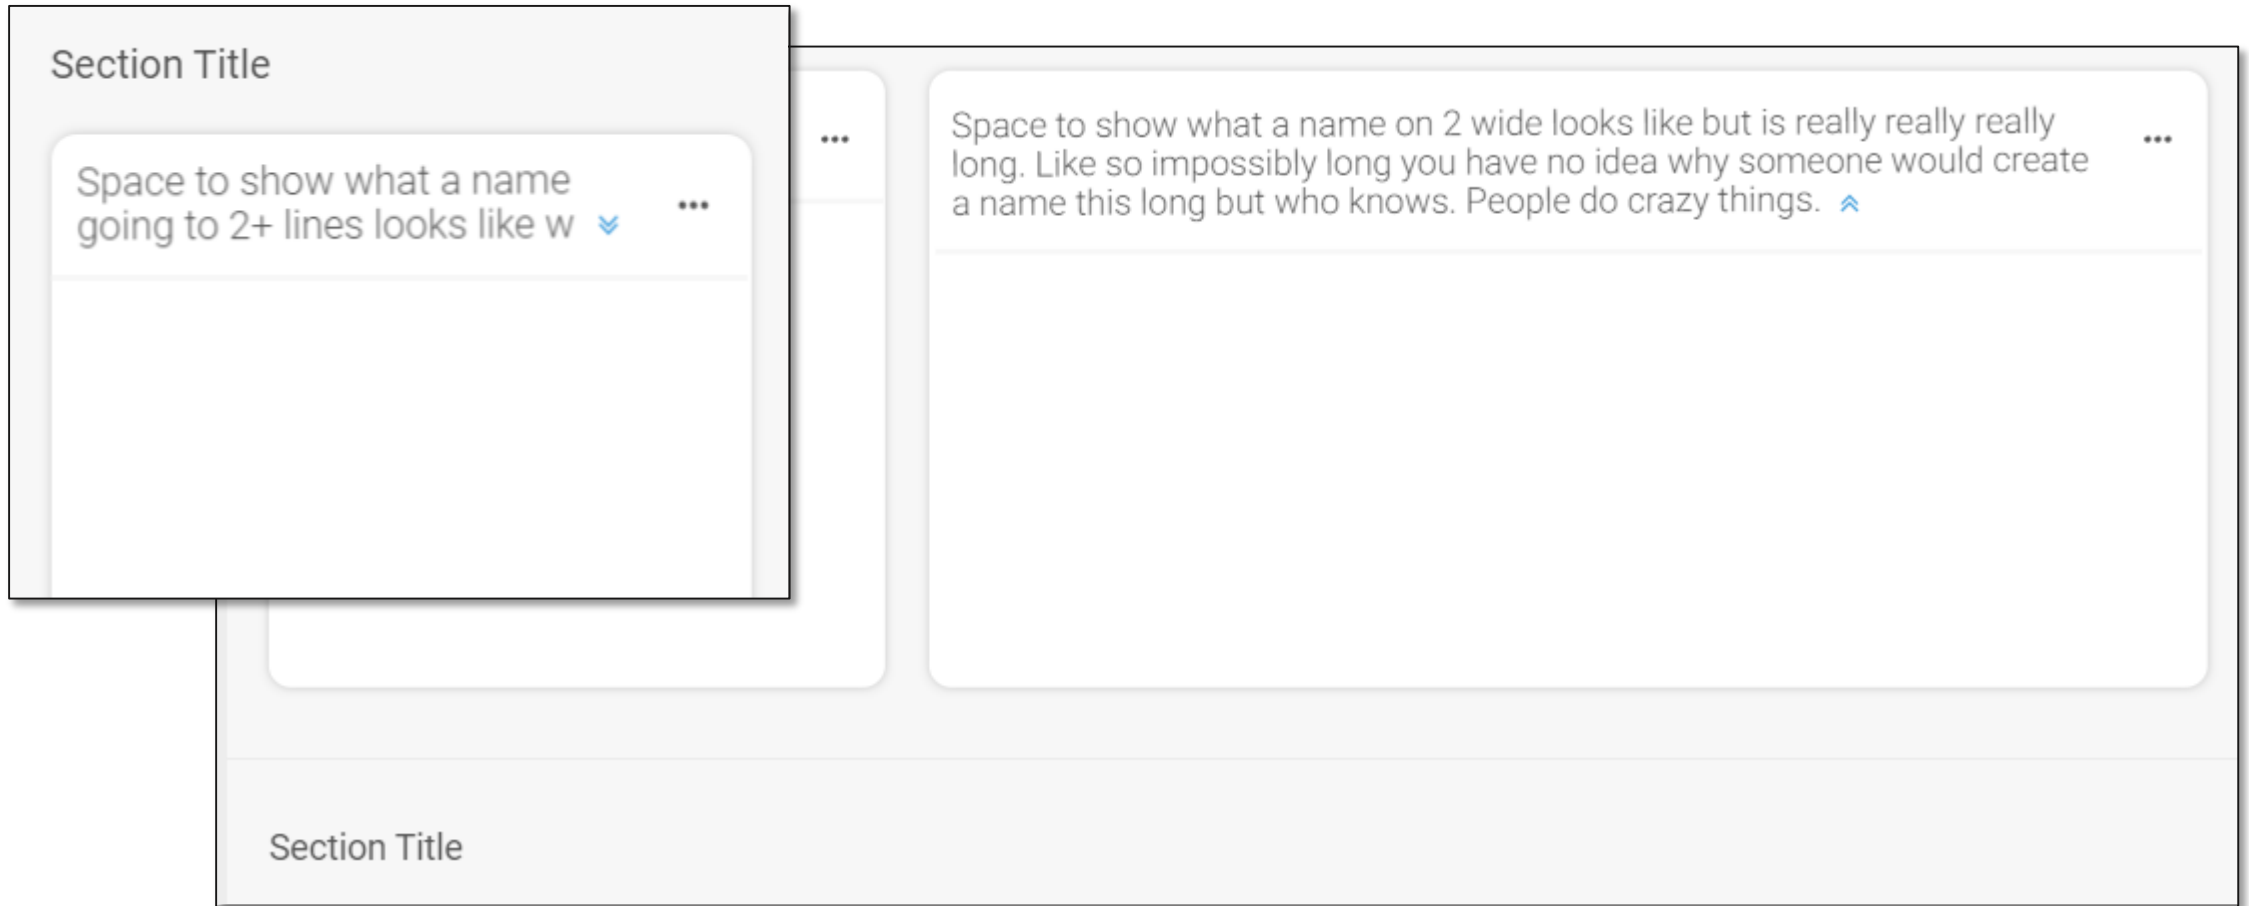 Section Title
Space to show what a name
going to 2+ lines looks like w
Space to show what a name on 2 wide looks like but is really really really
long. Like so impossibly long you have no idea why someone would create
a name this long but who knows. People do crazy things.
Section Title